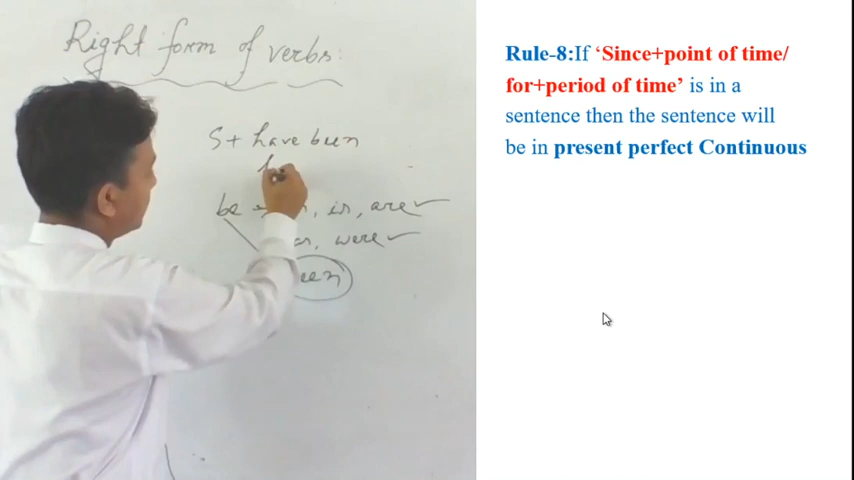 Right form of verbs:
S+ have been
be → , is, are ✓
, were ✓
Rule-8:If ‘Since+point of time/
for+period of time’ is in a
sentence then the sentence will
be in present perfect Continuous